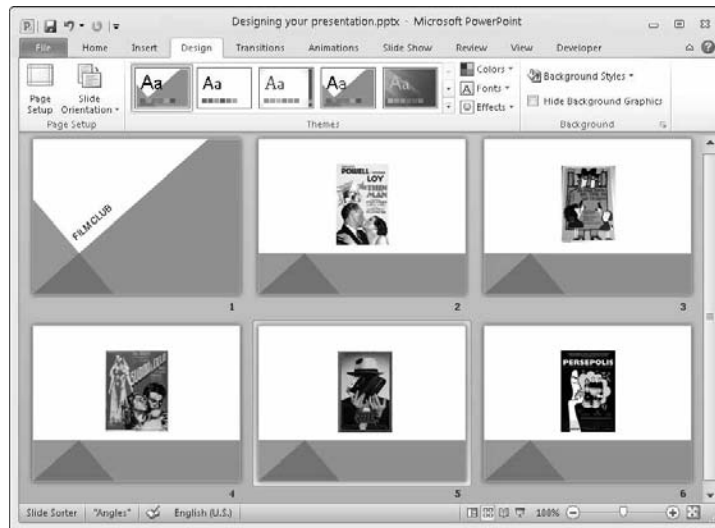 Designing your presentation.pptx - Microsoft PowerPoint
File Home Insert Design Transitions Animations Slide Show Review View Developer
Page Setup
Slide Orientation
Aa Aa Aa Aa Aa
Colors
Fonts
Effects
Background Styles
Hide Background Graphics
Page Setup Themes Background
FILM CLUB
POWELL
LOY
THE THIN MAN
1 2 3
PERSEPOLIS
4 5 6
Slide Sorter "Angles" English (U.S.) 100%